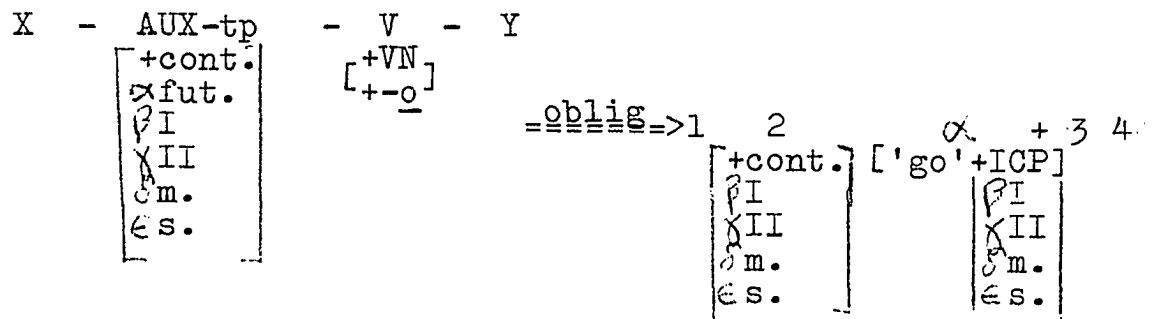 X - AUX-tp - V - Y
+cont. +VN
αfut. +-o
βI ==oblig==>1 2 α + 3 4.
γII +cont. ['go'+ICP]
δm. βI βI
εs. γII γII
δm. δm.
εs. εs.